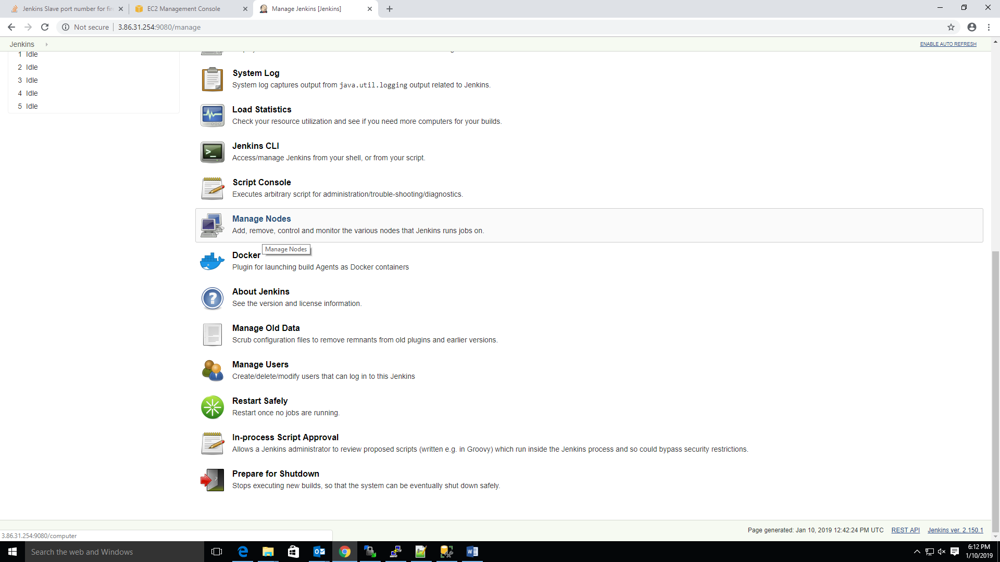 Jenkins Slave port number for fir
EC2 Management Console
Manage Jenkins [Jenkins]
Not secure
3.86.31.254:9080/manage
Jenkins
ENABLE AUTO REFRESH
1 Idle
2 Idle
3 Idle
4 Idle
5 Idle
System Log
System log captures output from java.util.logging output related to Jenkins.
Load Statistics
Check your resource utilization and see if you need more computers for your builds.
Jenkins CLI
Access/manage Jenkins from your shell, or from your script.
Script Console
Executes arbitrary script for administration/trouble-shooting/diagnostics.
Manage Nodes
Add, remove, control and monitor the various nodes that Jenkins runs jobs on.
Manage Nodes
Docker
Plugin for launching build Agents as Docker containers
About Jenkins
See the version and license information.
Manage Old Data
Scrub configuration files to remove remnants from old plugins and earlier versions.
Manage Users
Create/delete/modify users that can log in to this Jenkins
Restart Safely
Restart once no jobs are running.
In-process Script Approval
Allows a Jenkins administrator to review proposed scripts (written e.g. in Groovy) which run inside the Jenkins process and so could bypass security restrictions.
Prepare for Shutdown
Stops executing new builds, so that the system can be eventually shut down safely.
Page generated: Jan 10, 2019 12:42:24 PM UTC
REST API
Jenkins ver. 2.150.1
3.86.31.254:9080/computer
Search the web and Windows
6:12 PM
1/10/2019